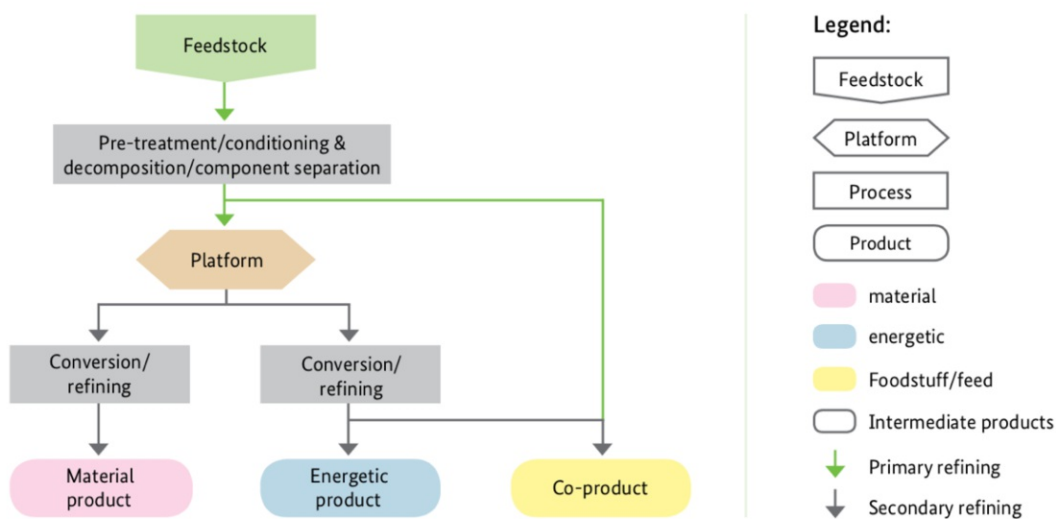 Feedstock
Pre-treatment/conditioning &
decomposition/component separation
Platform
Conversion/
refining
Conversion/
refining
Material
product
Energetic
product
Co-product
Legend:
Feedstock
Platform
Process
Product
material
energetic
Foodstuff/feed
Intermediate products
Primary refining
Secondary refining